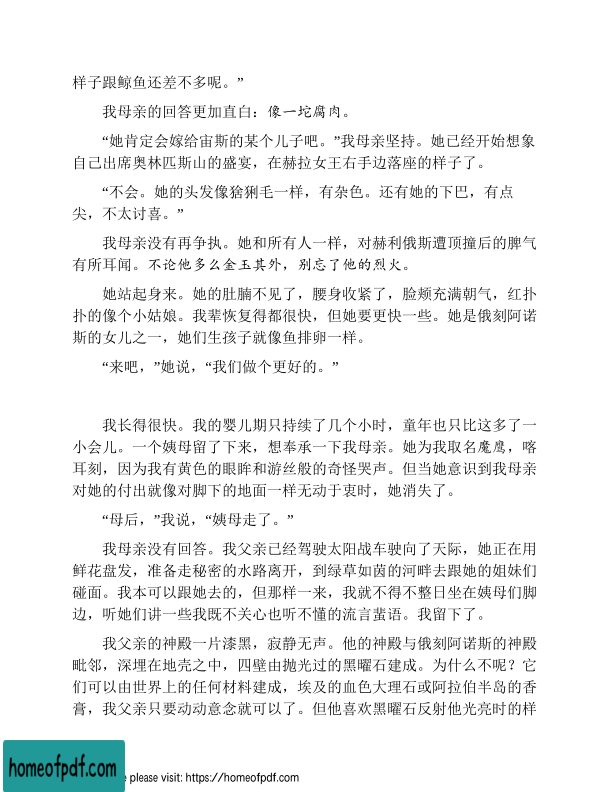 样子跟鲸鱼还差不多呢。”
我母亲的回答更加直白：像一坨腐肉。
“她肯定会嫁给宙斯的某个儿子吧。”我母亲坚持。她已经开始想象
自己出席奥林匹斯山的盛宴，在赫拉女王右手边落座的样子了。
“不会。她的头发像猞猁毛一样，有杂色。还有她的下巴，有点
尖，不太讨喜。”
我母亲没有再争执。她和所有人一样，对赫利俄斯遭顶撞后的脾气
有所耳闻。不论他多么金玉其外，别忘了他的烈火。
她站起身来。她的肚腩不见了，腰身收紧了，脸颊充满朝气，红扑
扑的像个小姑娘。我辈恢复得都很快，但她要更快一些。她是俄刻阿诺
斯的女儿之一，她们生孩子就像鱼排卵一样。
“来吧，”她说，“我们做个更好的。”
我长得很快。我的婴儿期只持续了几个小时，童年也只比这多了一
小会儿。一个姨母留了下来，想奉承一下我母亲。她为我取名魔鹰，喀
耳刻，因为我有黄色的眼眸和游丝般的奇怪哭声。但当她意识到我母亲
对她的付出就像对脚下的地面一样无动于衷时，她消失了。
“母后，”我说，“姨母走了。”
我母亲没有回答。我父亲已经驾驶太阳战车驶向了天际，她正在用
鲜花盘发，准备走秘密的水路离开，到绿草如茵的河畔去跟她的姐妹们
碰面。我本可以跟她去的，但那样一来，我就不得不整日坐在姨母们脚
边，听她们讲一些我既不关心也听不懂的流言蜚语。我留下了。
我父亲的神殿一片漆黑，寂静无声。他的神殿与俄刻阿诺斯的神殿
毗邻，深埋在地壳之中，四壁由抛光过的黑曜石建成。为什么不呢？它
们可以由世界上的任何材料建成，埃及的血色大理石或阿拉伯半岛的香
膏，我父亲只要动动意念就可以了。但他喜欢黑曜石反射他光亮时的样
homeofpdf.com
e please visit: https://homeofpdf.com